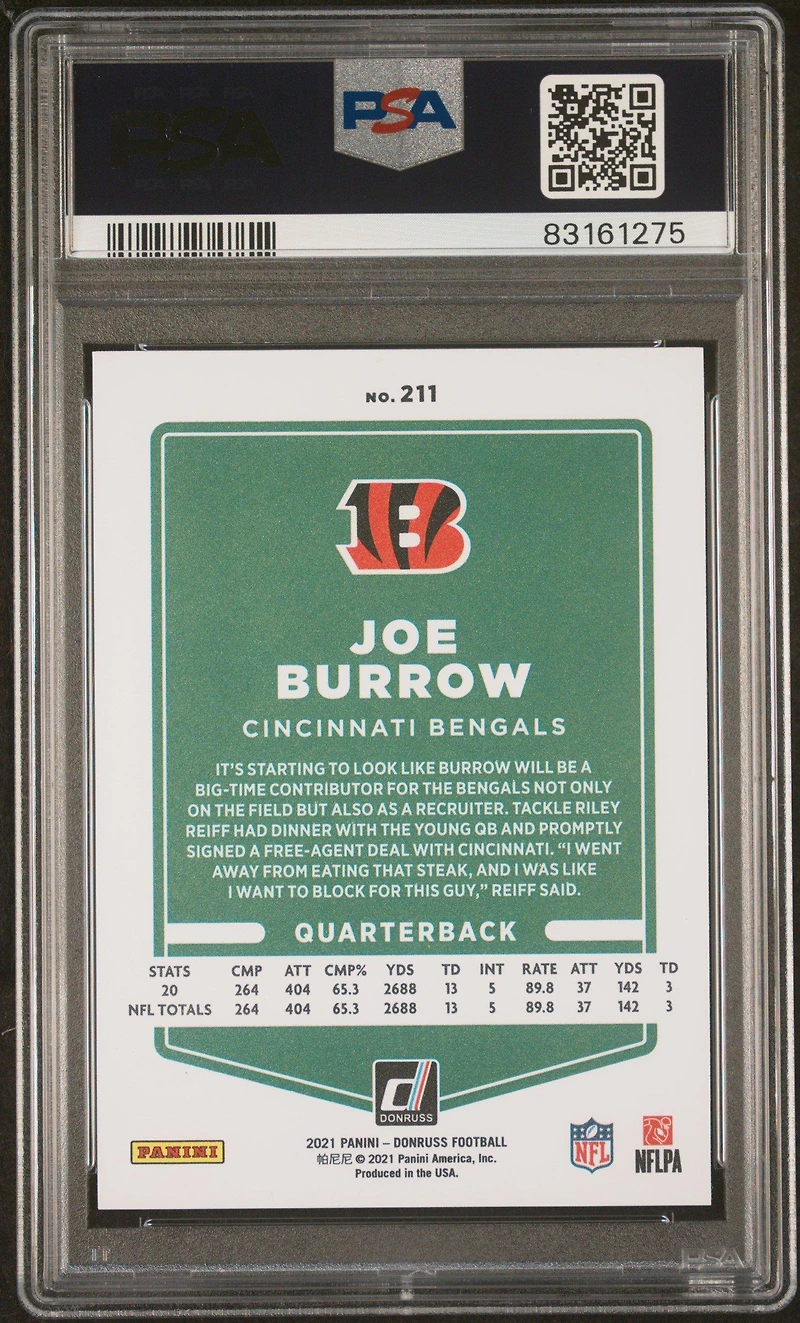 PSA
83161275
NO. 211
JOE
BURROW
CINCINNATI BENGALS
IT'S STARTING TO LOOK LIKE BURROW WILL BE A
BIG-TIME CONTRIBUTOR FOR THE BENGALS NOT ONLY
ON THE FIELD BUT ALSO AS A RECRUITER. TACKLE RILEY
REIFF HAD DINNER WITH THE YOUNG QB AND PROMPTLY
SIGNED A FREE-AGENT DEAL WITH CINCINNATI. “I WENT
AWAY FROM EATING THAT STEAK, AND I WAS LIKE
I WANT TO BLOCK FOR THIS GUY,” REIFF SAID.
QUARTERBACK
STATS CMP ATT CMP% YDS TD INT RATE ATT YDS TD
20 264 404 65.3 2688 13 5 89.8 37 142 3
NFL TOTALS 264 404 65.3 2688 13 5 89.8 37 142 3
d
DONRUSS
PANINI
2021 PANINI – DONRUSS FOOTBALL
帕尼尼 © 2021 Panini America, Inc.
Produced in the USA.
NFL
NFLPA
PSA